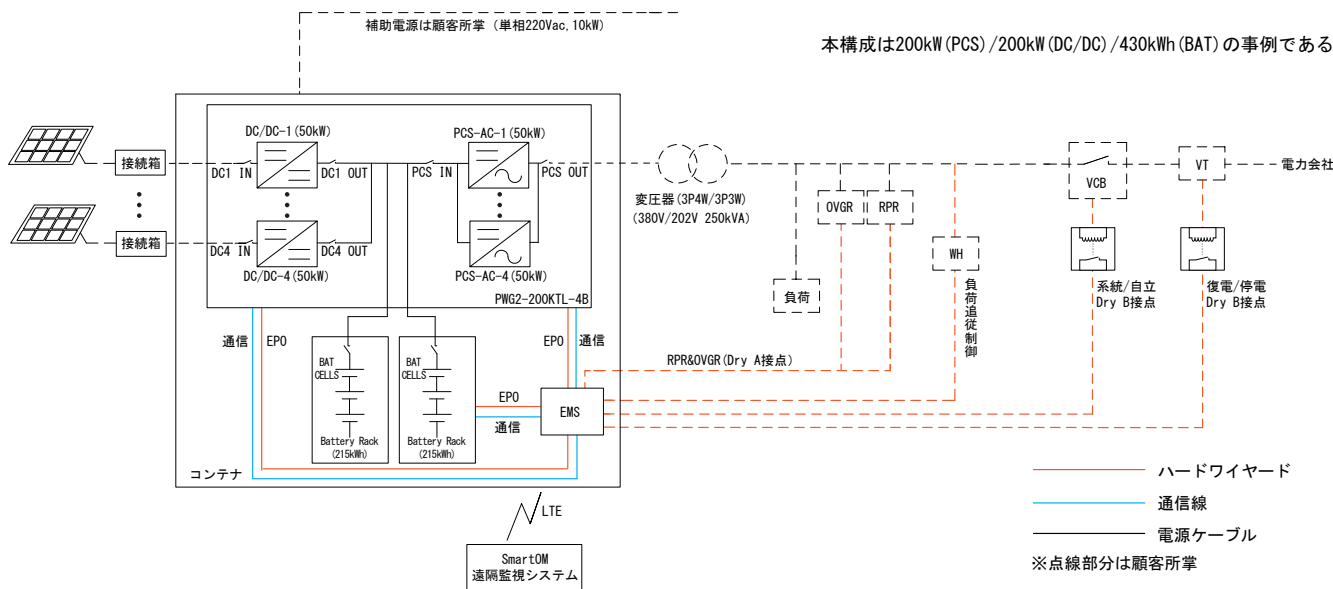 補助電源は顧客所掌 (単相220Vac, 10kW)
本構成は200kW(PCS)/200kW(DC/DC)/430kWh(BAT)の事例である
DC/DC-1(50kW)
PCS-AC-1(50kW)
接続箱
DC1 IN
DC1 OUT
PCS IN
PCS OUT
変圧器(3P4W/3P3W)
(380V/202V 250kVA)
OVGR
RPR
VCB
VT
電力会社
接続箱
DC4 IN
DC4 OUT
DC/DC-4(50kW)
PCS-AC-4(50kW)
PWG2-200KTL-4B
WH
負荷
負荷追従制御
系統/自立
Dry B接点
復電/停電
Dry B接点
通信
EPO
EPO
通信
BAT
CELLS
BAT
CELLS
RPR&OVGR(Dry A接点)
EPO
通信
EMS
Battery Rack
(215kWh)
Battery Rack
(215kWh)
コンテナ
ハードワイヤード
通信線
電源ケーブル
※点線部分は顧客所掌
LTE
SmartOM
遠隔監視システム